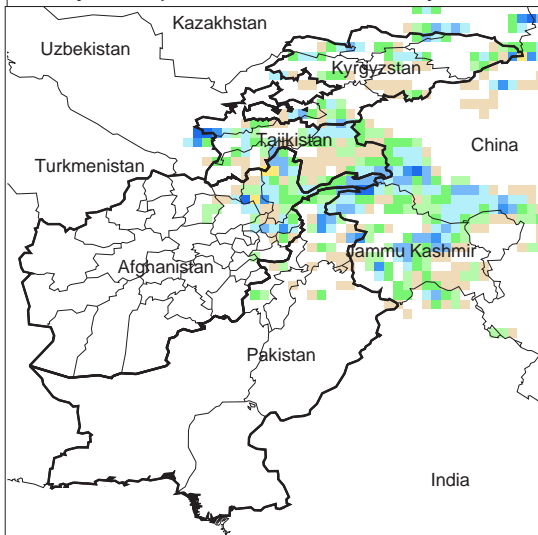 Kazakhstan
Uzbekistan
Kyrgyzstan
Tajikistan
China
Turkmenistan
Jammu Kashmir
Afghanistan
Pakistan
India